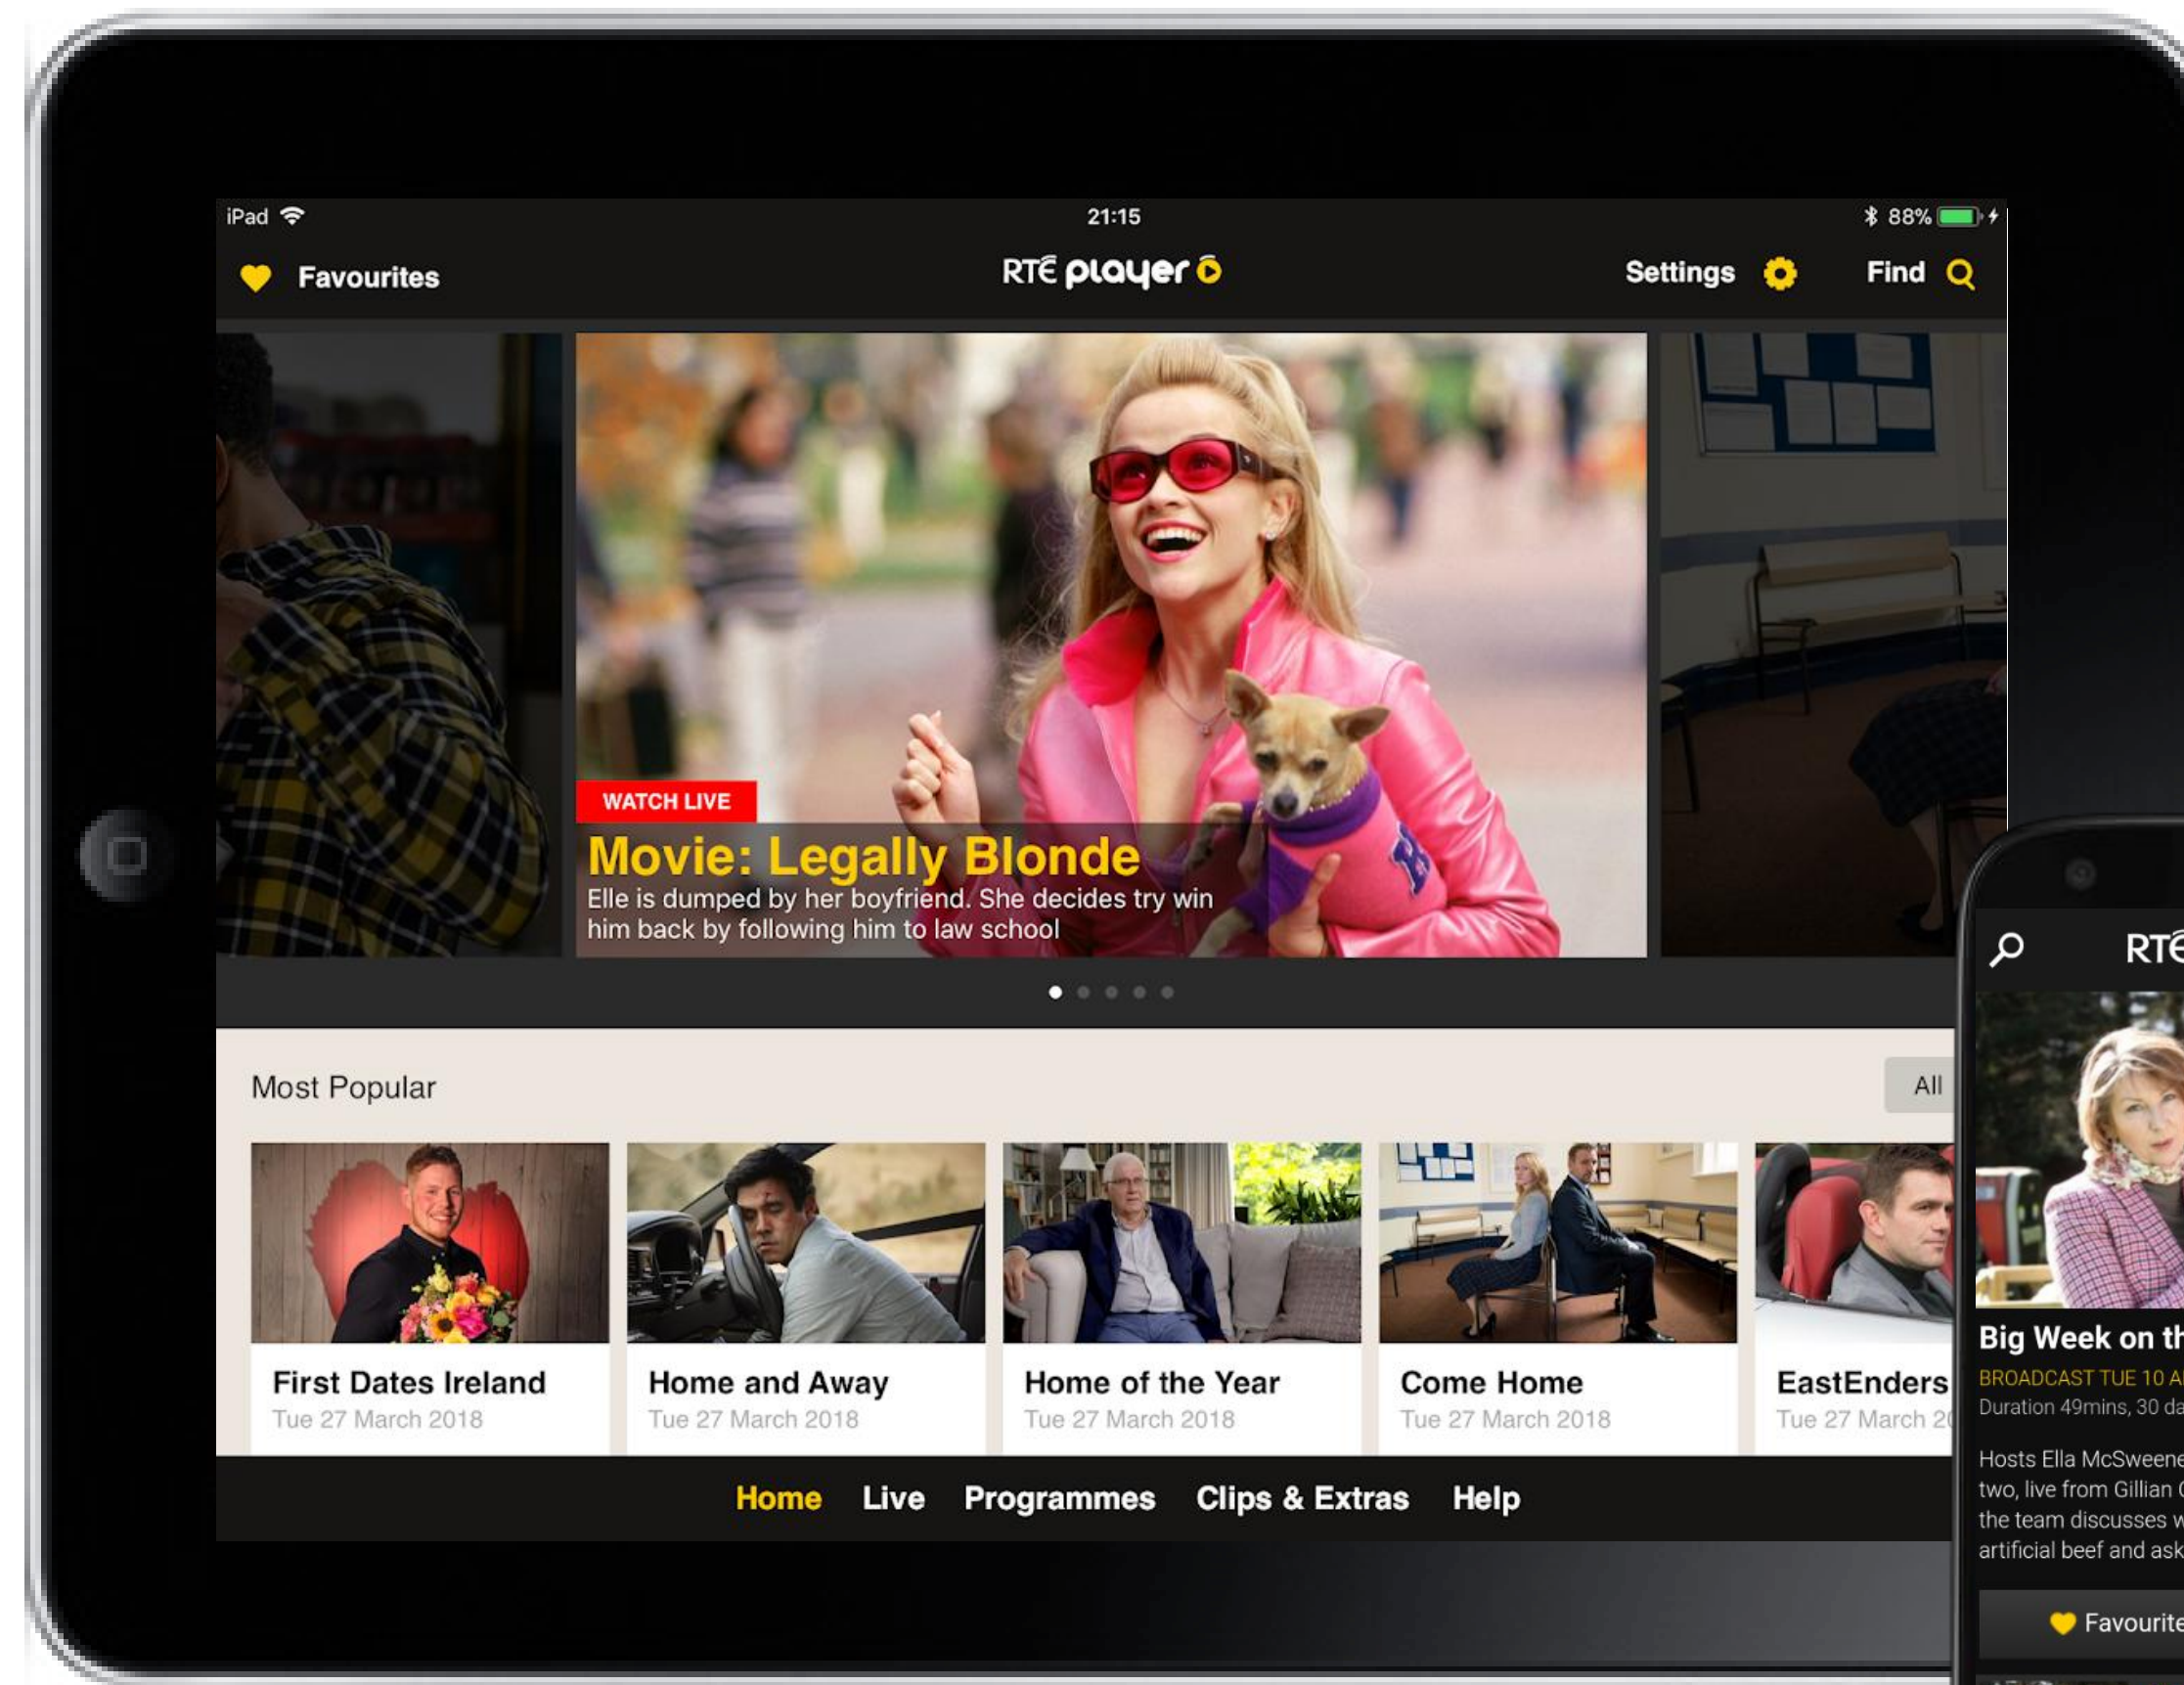 iPad 21:15 88%
Favourites RTÉ player Settings Find
WATCH LIVE
Movie: Legally Blonde
Elle is dumped by her boyfriend. She decides try win
him back by following him to law school
Most Popular All
First Dates Ireland
Tue 27 March 2018
Home and Away
Tue 27 March 2018
Home of the Year
Tue 27 March 2018
Come Home
Tue 27 March 2018
EastEnders
Tue 27 March
Home Live Programmes Clips & Extras Help
RTÉ
Big Week on
BROADCAST TUE 10
Duration 49mins, 30
Hosts Ella
two, live from Gillian
the team discusses
artificial beef and